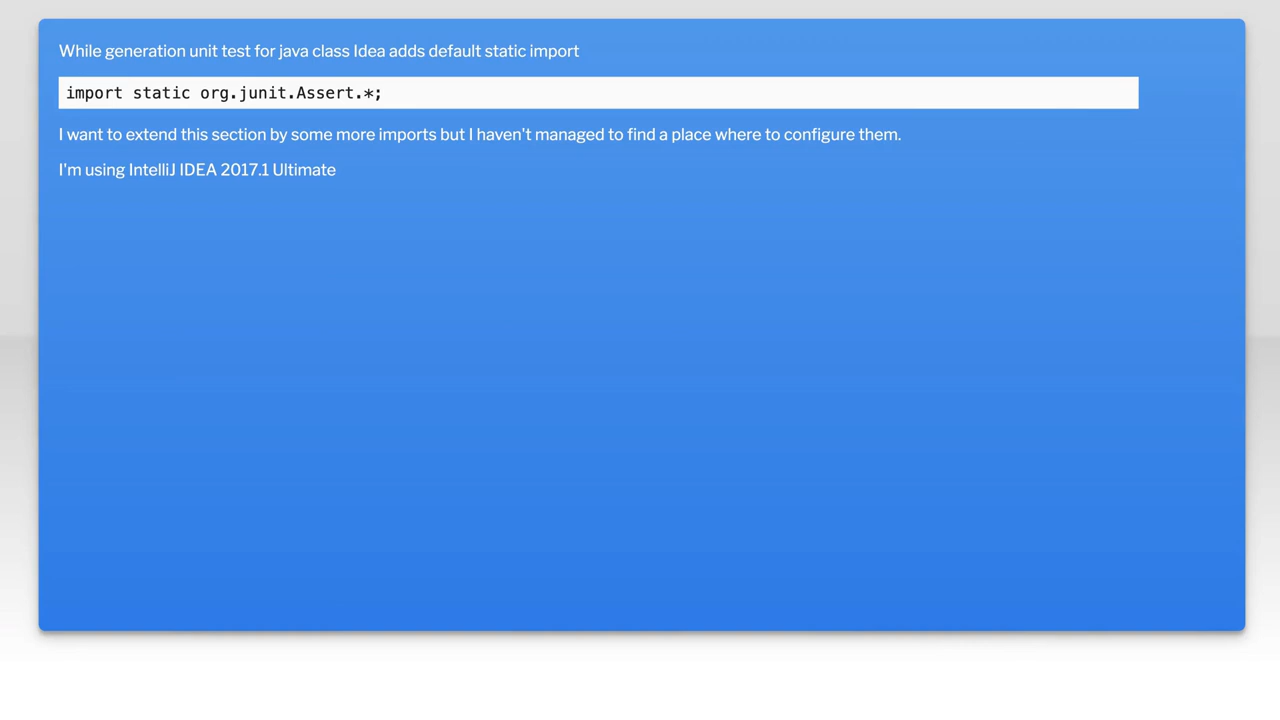 While generation unit test for java class Idea adds default static import
import static org.junit.Assert.*;
I want to extend this section by some more imports but I haven't managed to find a place where to configure them.
I'm using IntelliJ IDEA 2017.1 Ultimate